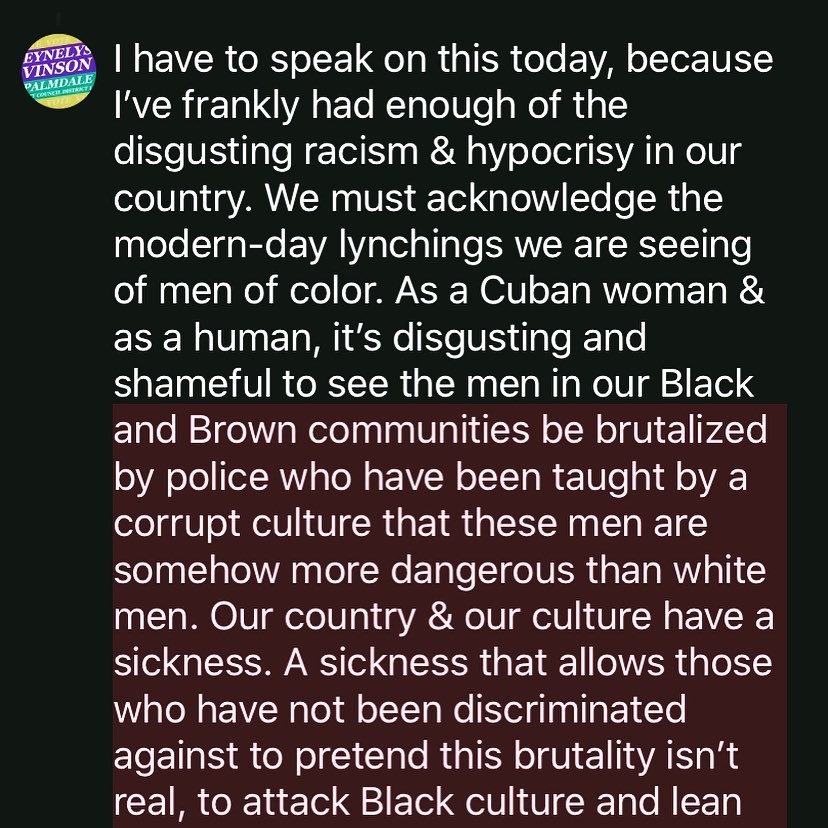 VOTE
EYNELYS
VINSON
PALMDALE
CITY COUNCIL DISTRICT
VOTE
I have to speak on this today, because
I’ve frankly had enough of the
disgusting racism & hypocrisy in our
country. We must acknowledge the
modern-day lynchings we are seeing
of men of color. As a Cuban woman &
as a human, it’s disgusting and
shameful to see the men in our Black
and Brown communities be brutalized
by police who have been taught by a
corrupt culture that these men are
somehow more dangerous than white
men. Our country & our culture have a
sickness. A sickness that allows those
who have not been discriminated
against to pretend this brutality isn’t
real, to attack Black culture and lean